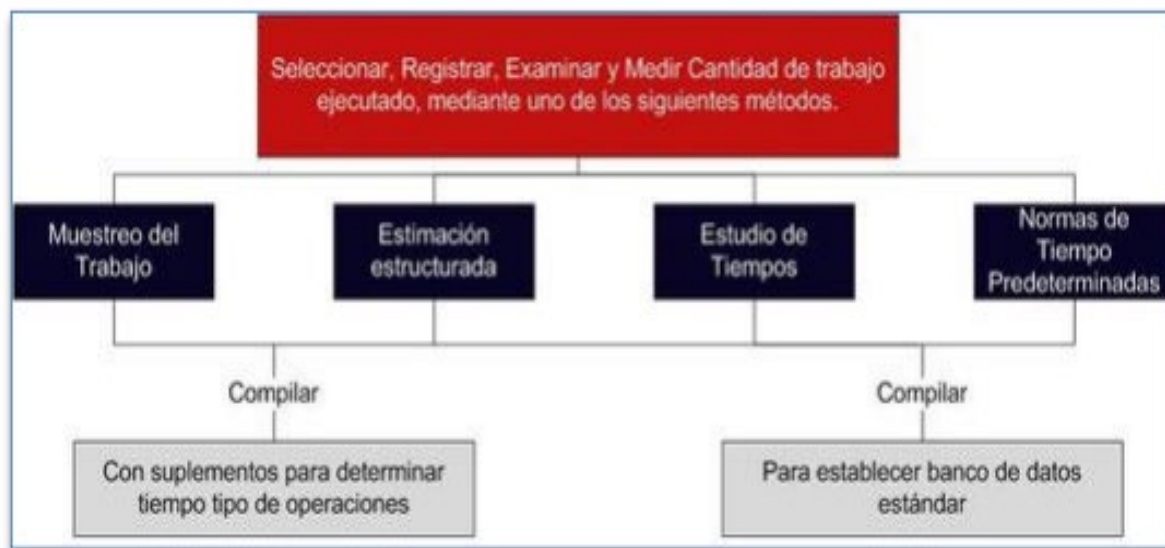 Seleccionar, Registrar, Examinar y Medir Cantidad de trabajo
ejecutado, mediante uno de los siguientes métodos.
Muestreo del
Trabajo
Estimación
estructurada
Estudio de
Tiempos
Normas de
Tiempo
Predeterminadas
Compilar
Compilar
Con suplementos para determinar
tiempo tipo de operaciones
Para establecer banco de datos
estándar